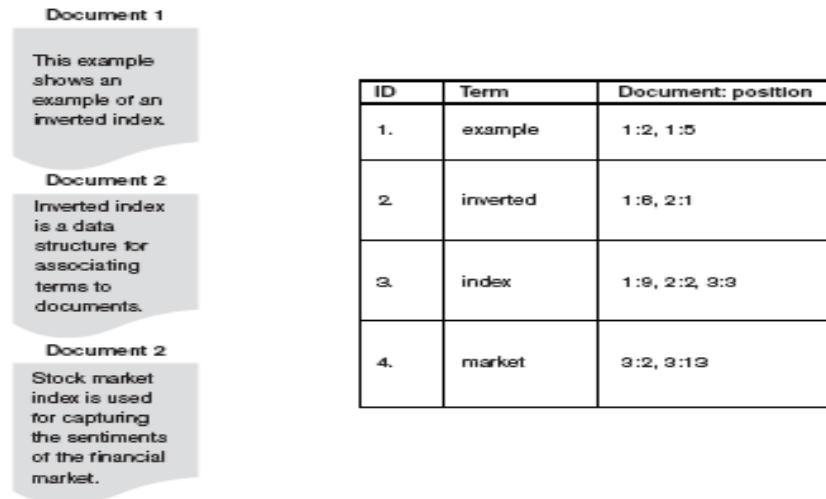 Document 1
This example
shows an
example of an
inverted index.
Document 2
Inverted index
is a data
structure for
associating
terms to
documents.
Document 2
Stock market
index is used
for capturing
the sentiments
of the financial
market.
ID Term Document: position
1. example 1:2, 1:5
2. inverted 1:8, 2:1
3. index 1:9, 2:2, 3:3
4. market 3:2, 3:13